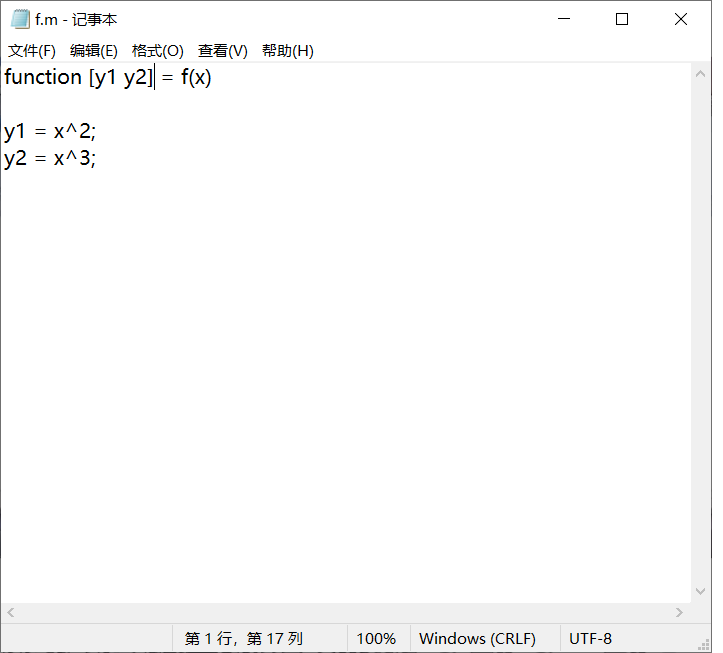 f.m - 记事本
文件(F) 编辑(E) 格式(O) 查看(V) 帮助(H)
function [y1 y2] = f(x)
y1 = x^2;
y2 = x^3;
第 1 行，第 17 列 100% Windows (CRLF) UTF-8